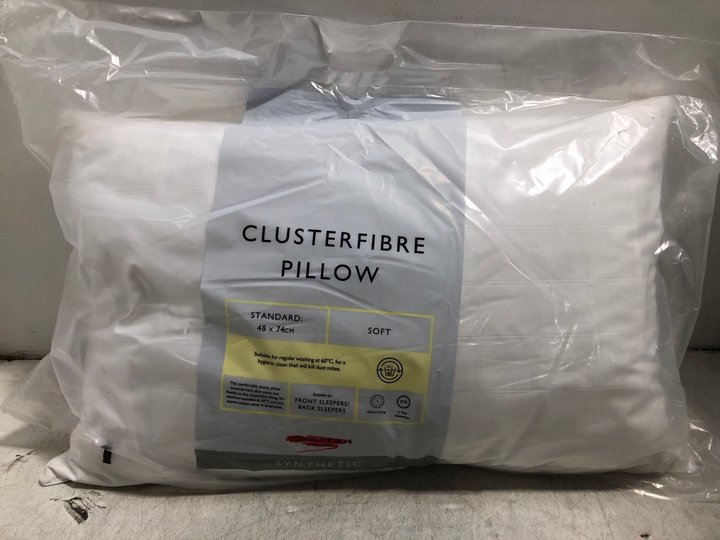 CLUSTERFIBRE
PILLOW
STANDARD:
48 x 74CM
SOFT
Suitable for regular washing at 60°C, for a
hygienic clean that will kill dust mites.
Suitable for
FRONT SLEEPERS/
BACK SLEEPERS
SYNTHETIC